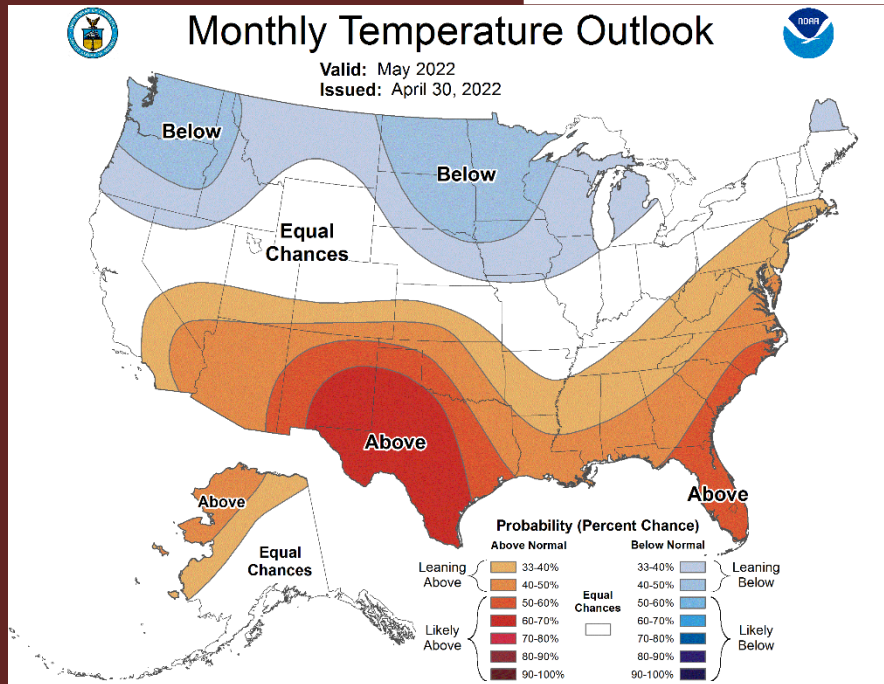 Monthly Temperature Outlook
NOAA
Valid: May 2022
Issued: April 30, 2022
Below
Below
Equal
Chances
Above
Above
Above
Equal
Chances
Probability (Percent Chance)
Above Normal
Below Normal
Leaning
Above
33-40%
40-50%
Likely
Above
50-60%
60-70%
70-80%
80-90%
90-100%
Equal
Chances
33-40%
40-50%
Leaning
Below
50-60%
60-70%
70-80%
80-90%
90-100%
Likely
Below